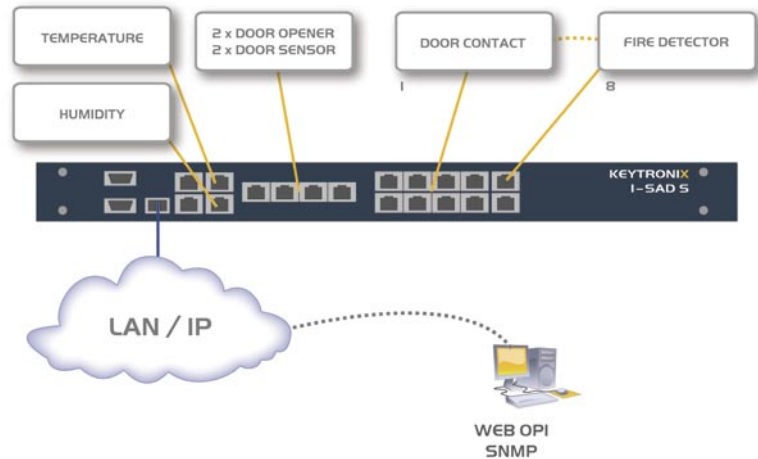 TEMPERATURE
2 x DOOR OPENER
2 x DOOR SENSOR
DOOR CONTACT
FIRE DETECTOR
1
8
HUMIDITY
KEYTRONIX
I-SAD S
LAN / IP
WEB OPI
SNMP